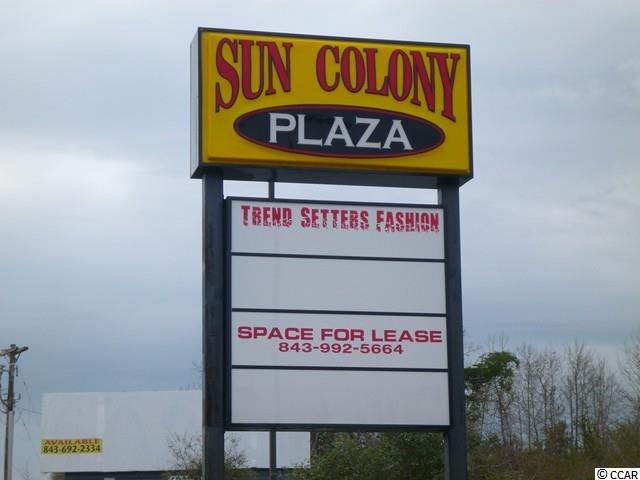 SUN COLONY
PLAZA
TREND SETTERS FASHION
SPACE FOR LEASE
843-992-5664
AVAILABLE
843-692-2334
© CCAR